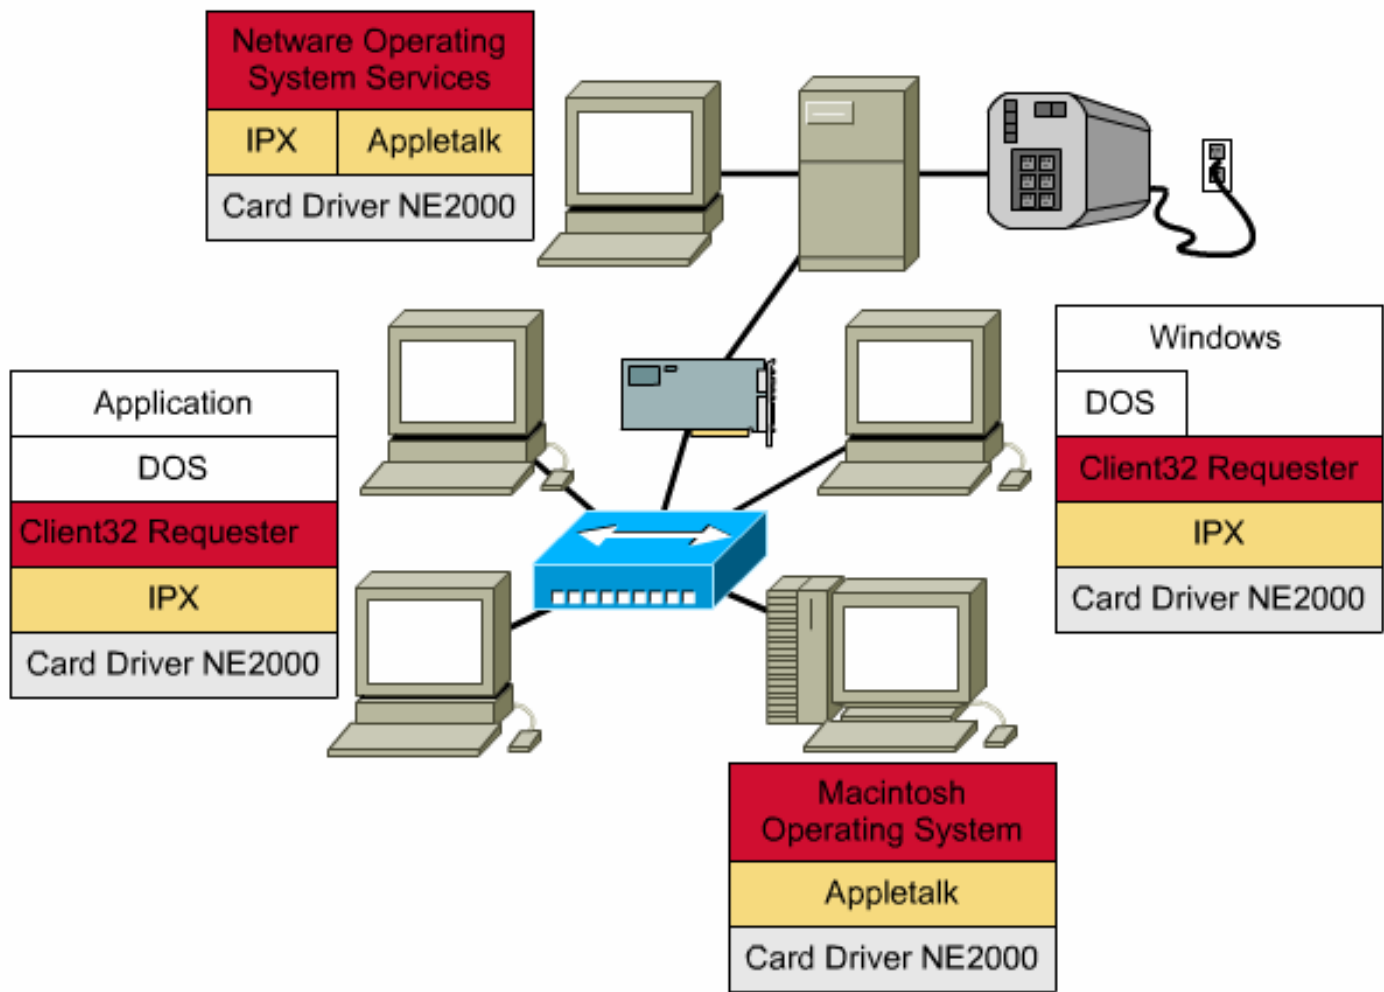 Netware Operating
System Services
IPX
Appletalk
Card Driver NE2000
Application
DOS
Client32 Requester
IPX
Card Driver NE2000
Windows
DOS
Client32 Requester
IPX
Card Driver NE2000
Macintosh
Operating System
Appletalk
Card Driver NE2000